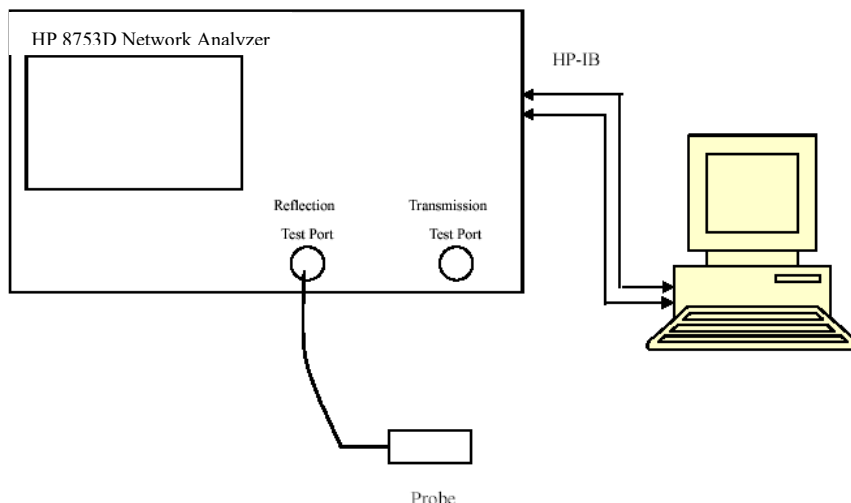 HP 8753D Network Analyzer
HP-IB
Reflection
Test Port
Transmission
Test Port
Probe